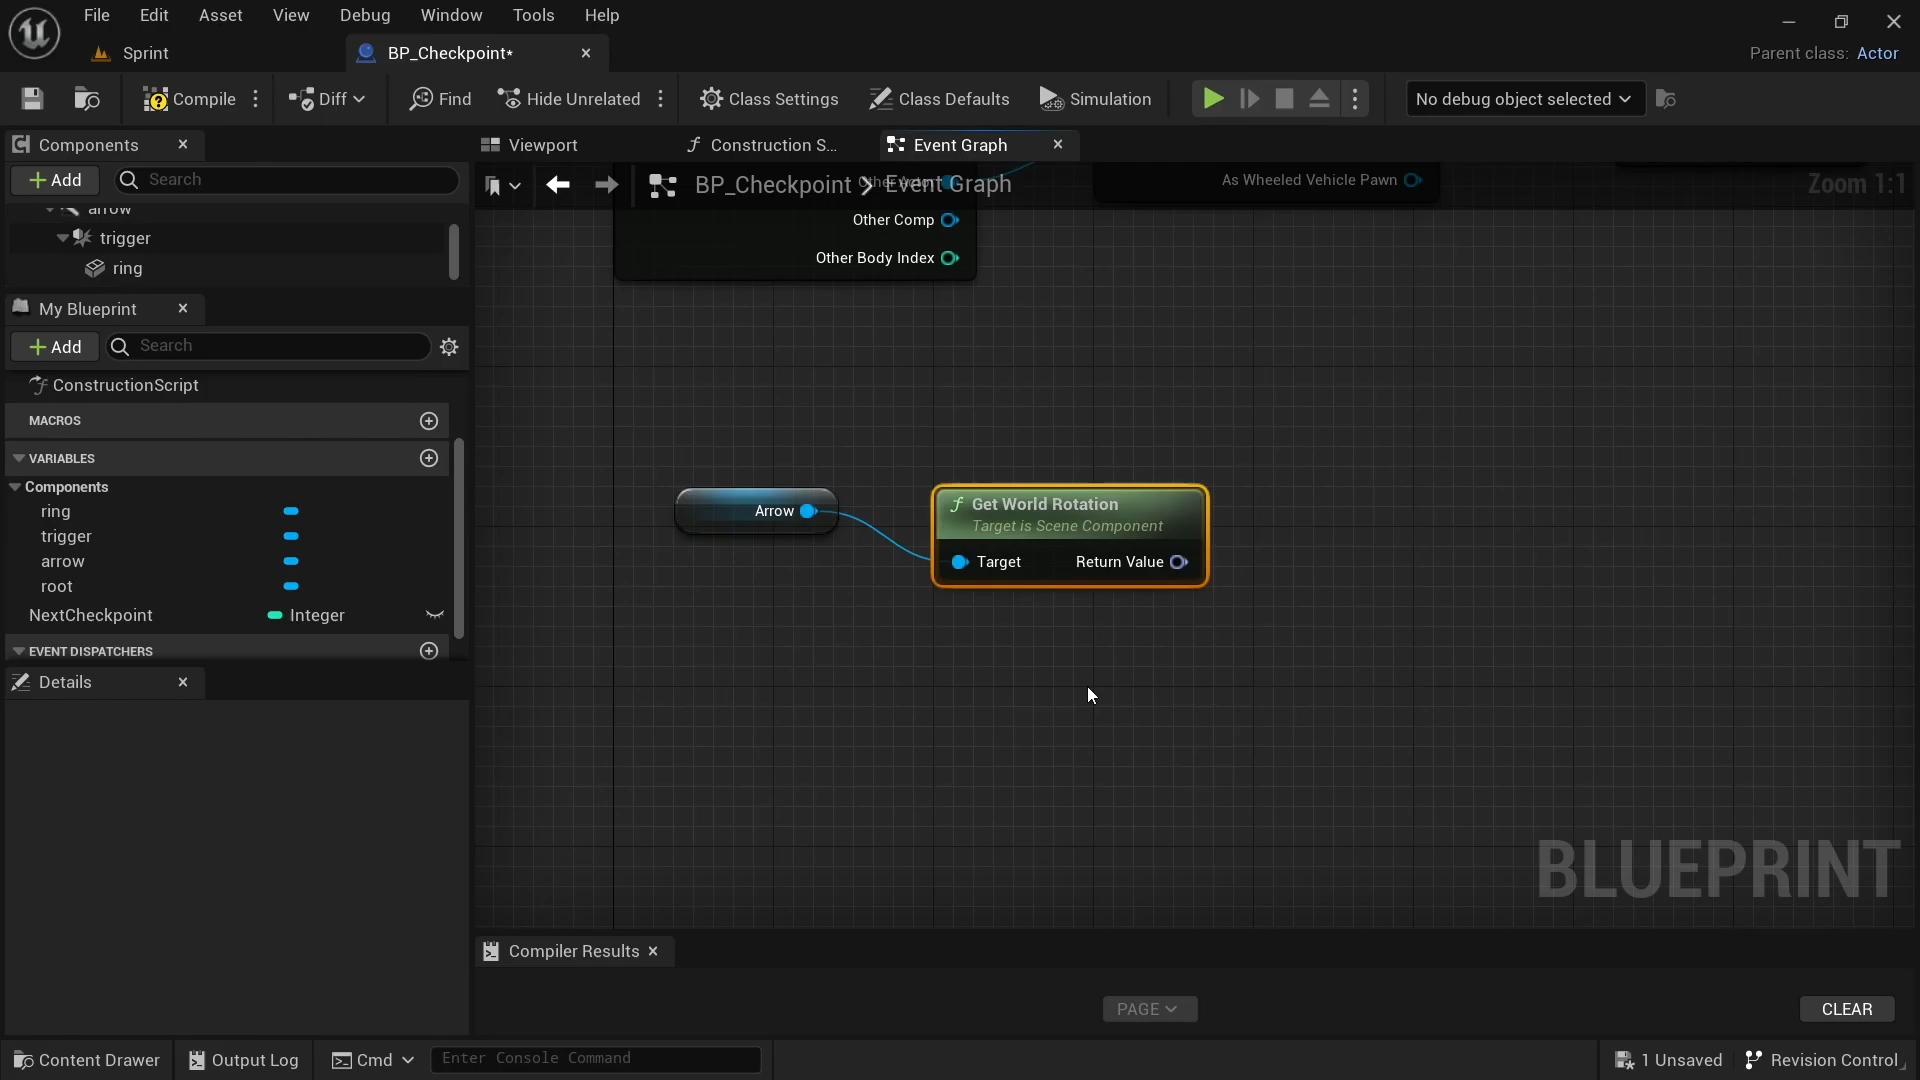 File Edit Asset View Debug Window Tools Help
Sprint
BP_Checkpoint*
Parent class: Actor
Compile
Diff
Find
Hide Unrelated
Class Settings
Class Defaults
Simulation
No debug object selected
Components
Viewport
Construction S...
Event Graph
Add
Search
BP_Checkpoint > Event Graph
Other Actor
As Wheeled Vehicle Pawn
Zoom 1:1
arrow
trigger
ring
Other Comp
Other Body Index
My Blueprint
Add
Search
ConstructionScript
MACROS
VARIABLES
Components
ring
trigger
arrow
root
NextCheckpoint Integer
EVENT DISPATCHERS
Details
Arrow
Get World Rotation
Target is Scene Component
Target Return Value
BLUEPRINT
Compiler Results
PAGE
CLEAR
Content Drawer
Output Log
Cmd
Enter Console Command
1 Unsaved
Revision Control